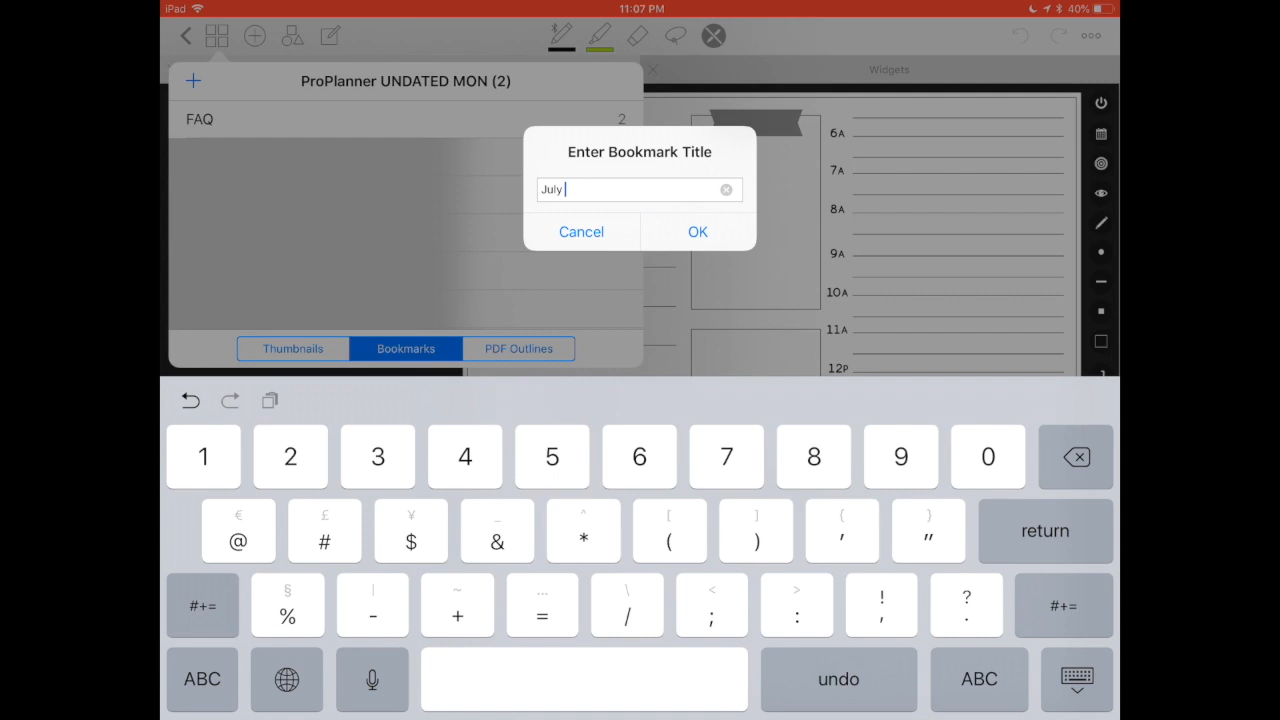 iPad 11:07 PM 40%
Widgets
ProPlanner UNDATED MON (2)
FAQ 2
Enter Bookmark Title
July
Cancel OK
6A
7A
8A
9A
10A
11A
12P
Thumbnails Bookmarks PDF Outlines
1 2 3 4 5 6 7 8 9 0
€ £ ¥ _ ^ [ ] { }
@ # $ & * ( ) ' " return
§ | ~ … \ < > ! ?
#+= % - + = / ; : , . #+=
ABC undo ABC